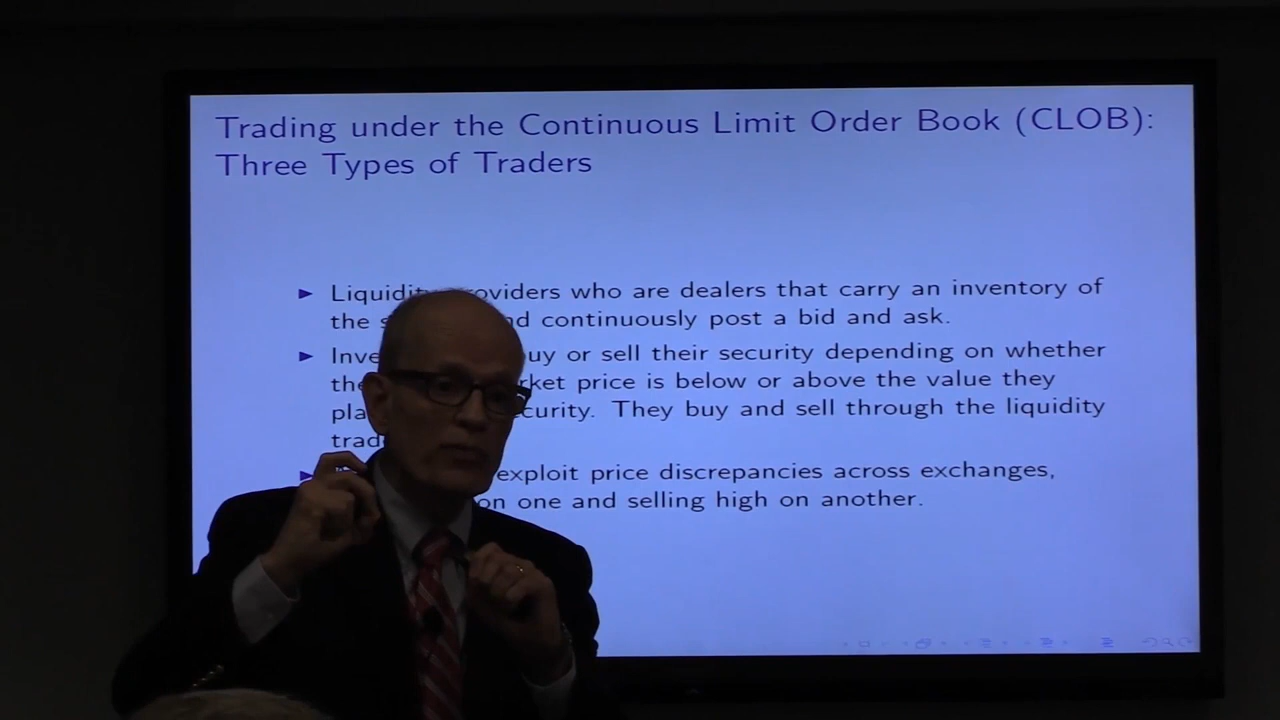 Trading under the Continuous Limit Order Book (CLOB):
Three Types of Traders
► Liquidity providers who are dealers that carry an inventory of
the and continuously post a bid and ask.
► buy or sell their security depending on whether
the market price is below or above the value they
security. They buy and sell through the liquidity
► exploit price discrepancies across exchanges,
on one and selling high on another.